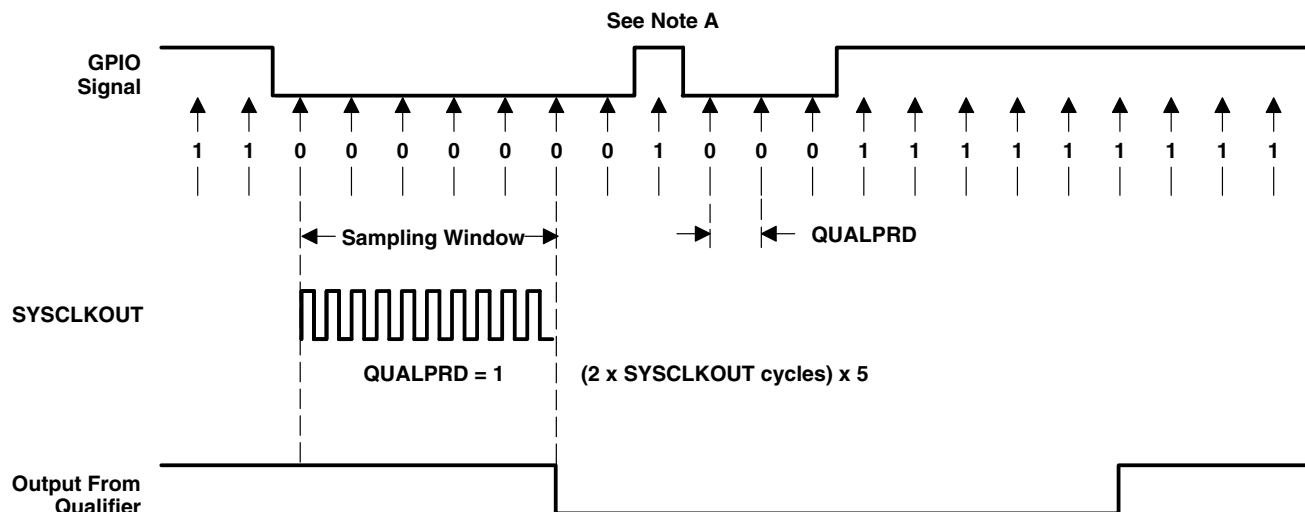 See Note A
GPIO
Signal
1 1 0 0 0 0 0 0 0 1 0 0 0 1 1 1 1 1 1 1 1 1
Sampling Window
QUALPRD
SYSCLKOUT
QUALPRD = 1
(2 x SYSCLKOUT cycles) x 5
Output From
Qualifier